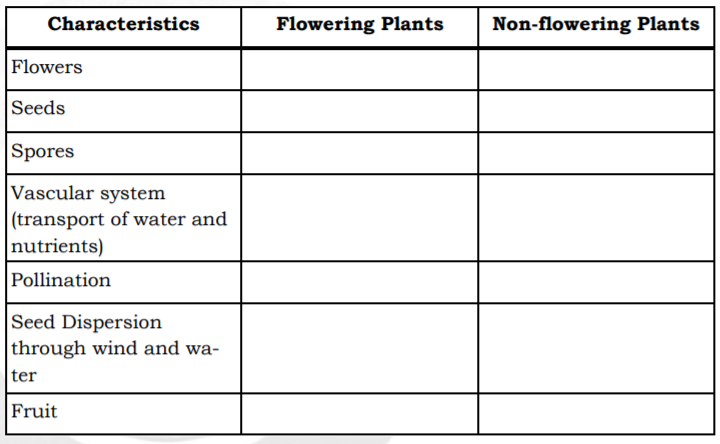 Characteristics Flowering Plants Non-flowering Plants
Flowers
Seeds
Spores
Vascular system
(transport of water and
nutrients)
Pollination
Seed Dispersion
through wind and wa-
ter
Fruit